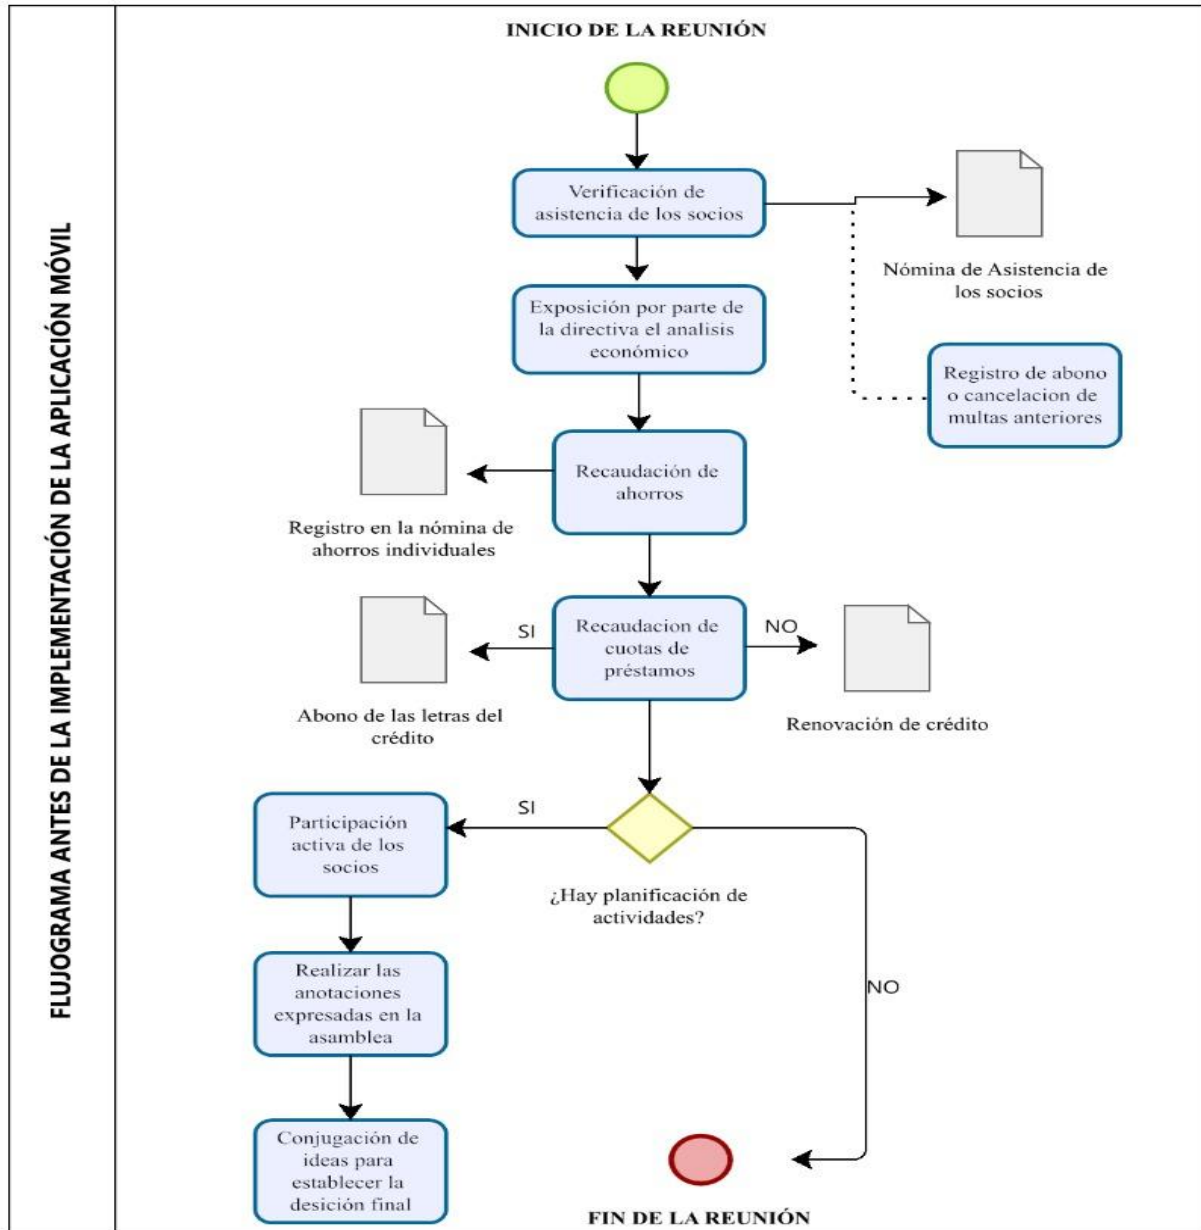 FLUJOGRAMA ANTES DE LA IMPLEMENTACIÓN DE LA APLICACIÓN MÓVIL
INICIO DE LA REUNIÓN
Verificación de
asistencia de los socios
Nómina de Asistencia de
los socios
Exposición por parte de
la directiva el analisis
económico
Registro de abono
o cancelacion de
multas anteriores
Recaudación de
ahorros
Registro en la nómina de
ahorros individuales
Recaudacion de
cuotas de
préstamos
SI
NO
Abono de las letras del
crédito
Renovación de crédito
SI
Participación
activa de los
socios
¿Hay planificación de
actividades?
NO
Realizar las
anotaciones
expresadas en la
asamblea
Conjugación de
ideas para
establecer la
desición final
FIN DE LA REUNIÓN